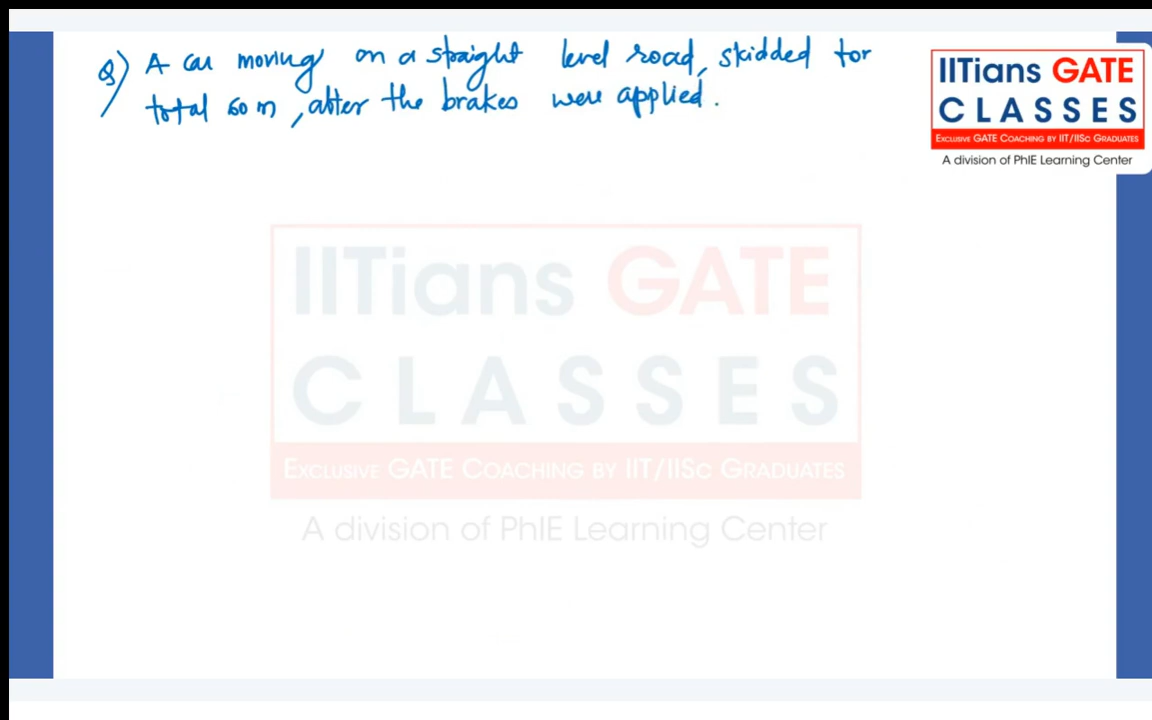 Q) A car moving on a straight level road, skidded for
total 60 m, after the brakes were applied.
IITians GATE
CLASSES
EXCLUSIVE GATE COACHING BY IIT/IISc GRADUATES
A division of PhIE Learning Center
IITians GATE
CLASSES
EXCLUSIVE GATE COACHING BY IIT/IISc GRADUATES
A division of PhIE Learning Center